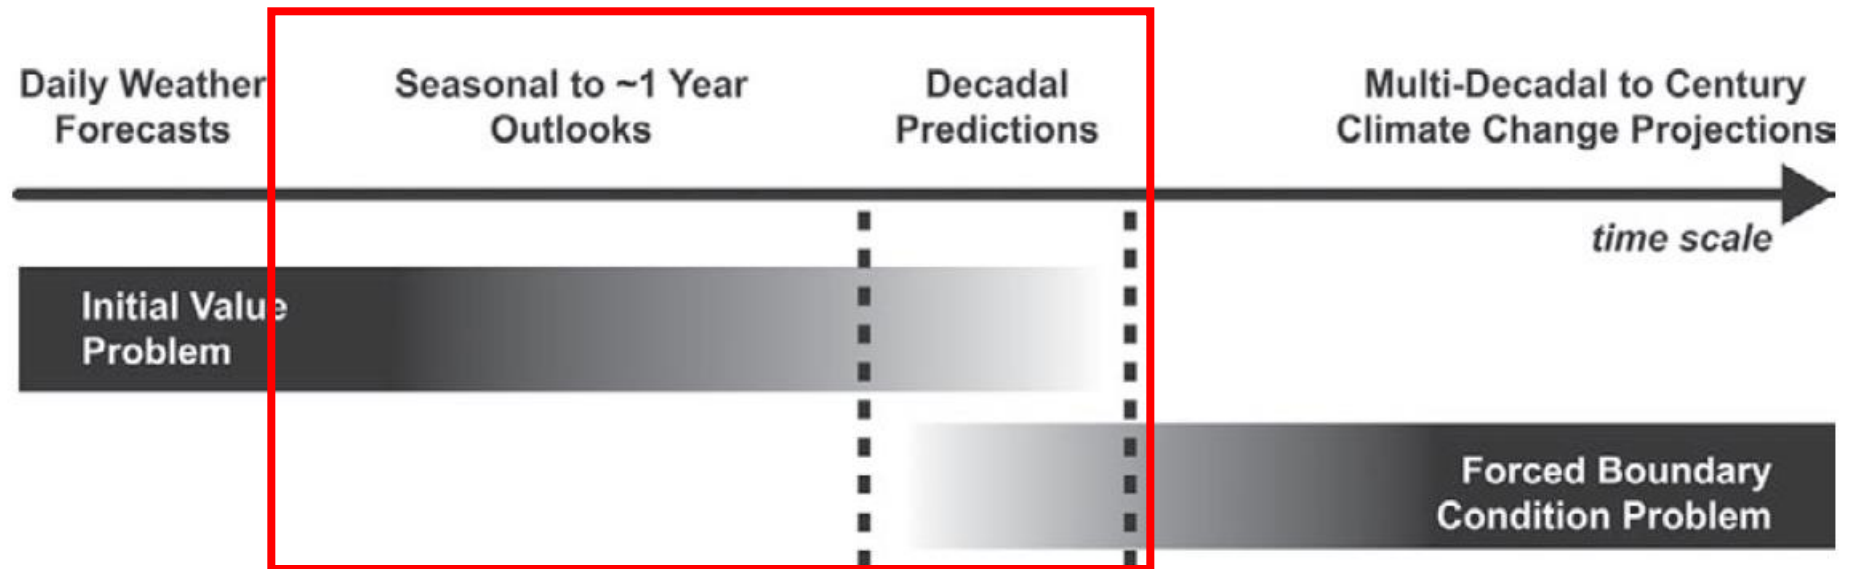 Daily Weather
Forecasts
Seasonal to ~1 Year
Outlooks
Decadal
Predictions
Multi-Decadal to Century
Climate Change Projections
time scale
Initial Value
Problem
Forced Boundary
Condition Problem